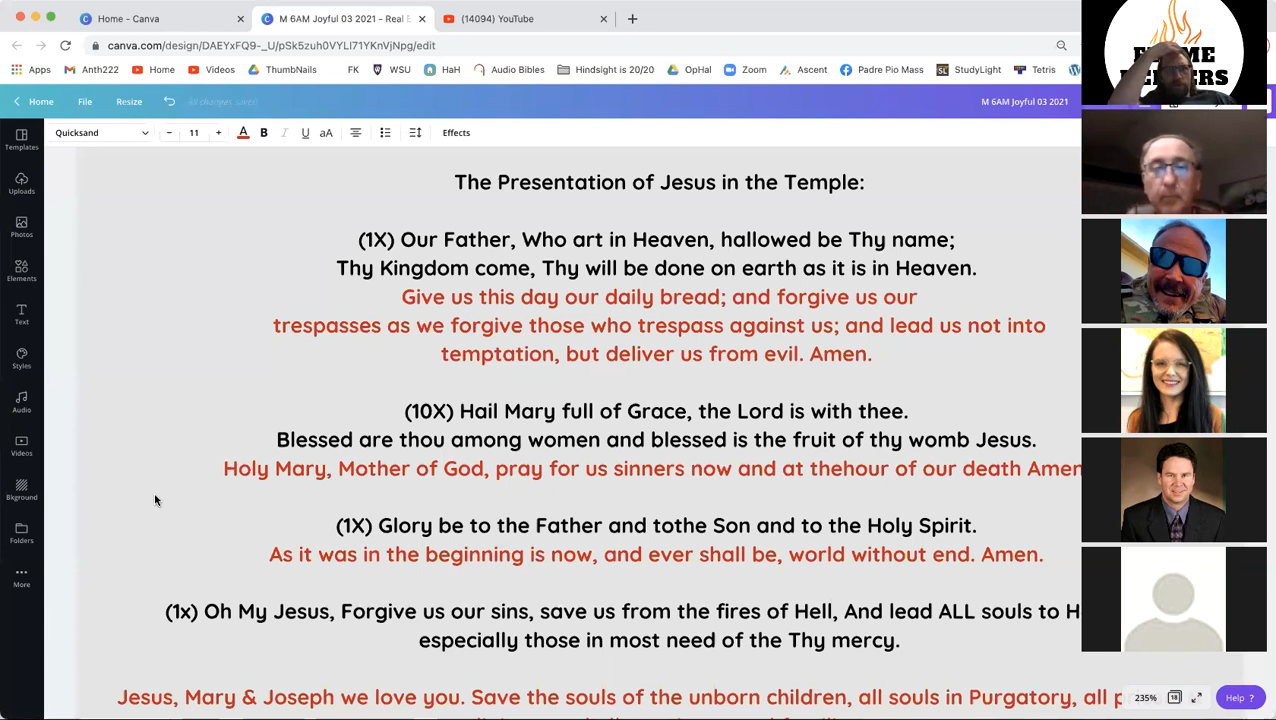 Home - Canva
M 6AM Joyful 03 2021 - Real E
(14094) YouTube
canva.com/design/DAEYxFQ9-_U/pSk5zuh0VYLI71YKnVjNpg/edit
Apps
Anth222
Home
Videos
ThumbNails
FK
WSU
HaH
Audio Bibles
Hindsight is 20/20
OpHal
Zoom
Ascent
Padre Pio Mass
StudyLight
Tetris
Home
File
Resize
All changes saved
M 6AM Joyful 03 2021
Quicksand
11
A
B
I
U
aA
Effects
Templates
Uploads
Photos
Elements
Text
Styles
Audio
Videos
Bkground
Folders
More
The Presentation of Jesus in the Temple:
(1X) Our Father, Who art in Heaven, hallowed be Thy name;
Thy Kingdom come, Thy will be done on earth as it is in Heaven.
Give us this day our daily bread; and forgive us our
trespasses as we forgive those who trespass against us; and lead us not into
temptation, but deliver us from evil. Amen.
(10X) Hail Mary full of Grace, the Lord is with thee.
Blessed are thou among women and blessed is the fruit of thy womb Jesus.
Holy Mary, Mother of God, pray for us sinners now and at thehour of our death Amen
(1X) Glory be to the Father and tothe Son and to the Holy Spirit.
As it was in the beginning is now, and ever shall be, world without end. Amen.
(1x) Oh My Jesus, Forgive us our sins, save us from the fires of Hell, And lead ALL souls to H
especially those in most need of the Thy mercy.
Jesus, Mary & Joseph we love you. Save the souls of the unborn children, all souls in Purgatory, all p
235%
18
Help ?